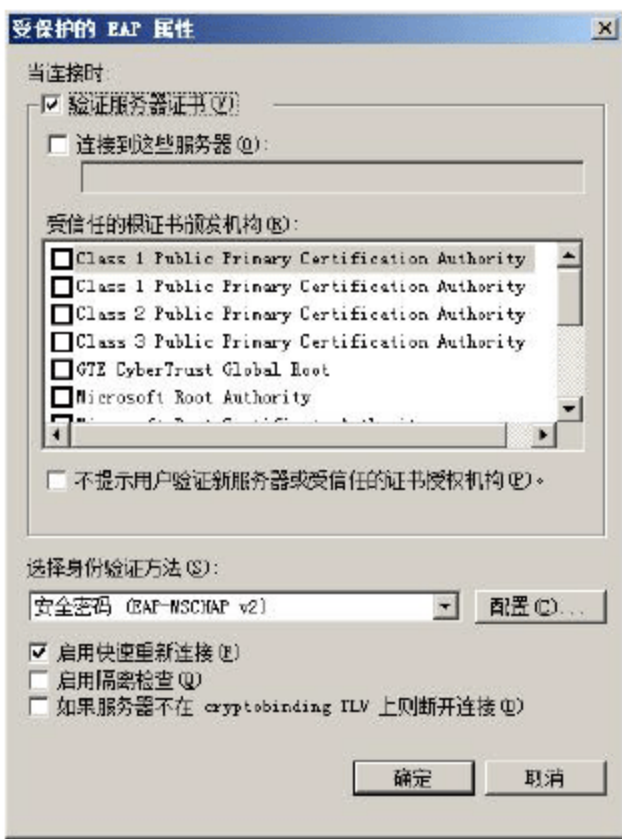 受保护的 EAP 属性
当连接时:
验证服务器证书(V)
连接到这些服务器(O):
受信任的根证书颁发机构(R):
Class 1 Public Primary Certification Authority
Class 1 Public Primary Certification Authority
Class 2 Public Primary Certification Authority
Class 3 Public Primary Certification Authority
GTE CyberTrust Global Root
Microsoft Root Authority
不提示用户验证新服务器或受信任的证书授权机构(P)。
选择身份验证方法(S):
安全密码 (EAP-MSCHAP v2)
配置(C)...
启用快速重新连接(F)
启用隔离检查(Q)
如果服务器不在 cryptobinding TLV 上则断开连接(D)
确定
取消